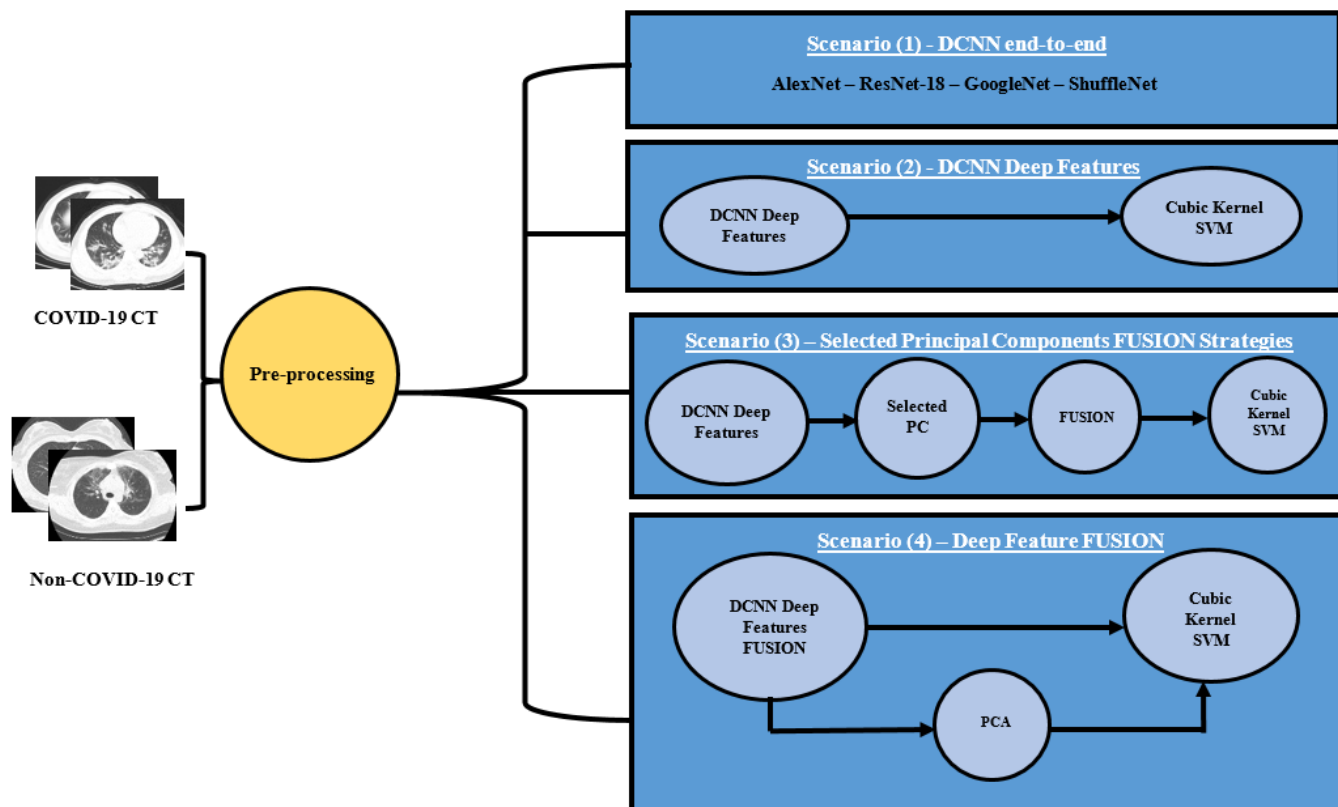 COVID-19 CT
Non-COVID-19 CT
Pre-processing
Scenario (1) - DCNN end-to-end
AlexNet – ResNet-18 – GoogleNet – ShuffleNet
Scenario (2) - DCNN Deep Features
DCNN Deep
Features
Cubic Kernel
SVM
Scenario (3) – Selected Principal Components FUSION Strategies
DCNN Deep
Features
Selected
PC
FUSION
Cubic
Kernel
SVM
Scenario (4) – Deep Feature FUSION
DCNN Deep
Features
FUSION
PCA
Cubic
Kernel
SVM